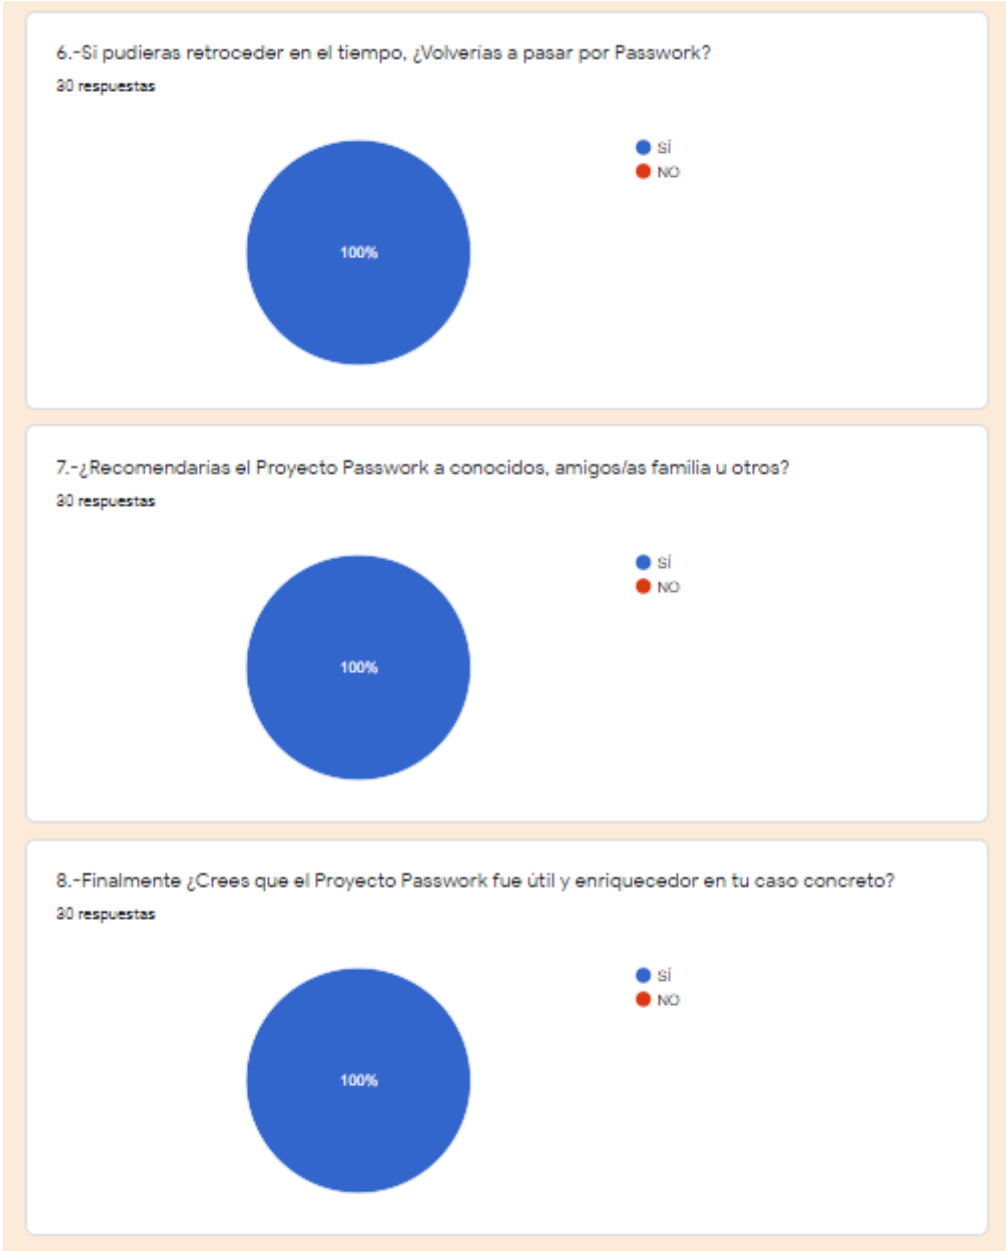 6.-Si pudieras retroceder en el tiempo, ¿Volverías a pasar por Passwork?
30 respuestas
SÍ
NO
100%
7.-¿Recomendarias el Proyecto Passwork a conocidos, amigos/as familia u otros?
30 respuestas
SÍ
NO
100%
8.-Finalmente ¿Crees que el Proyecto Passwork fue útil y enriquecedor en tu caso concreto?
30 respuestas
SÍ
NO
100%